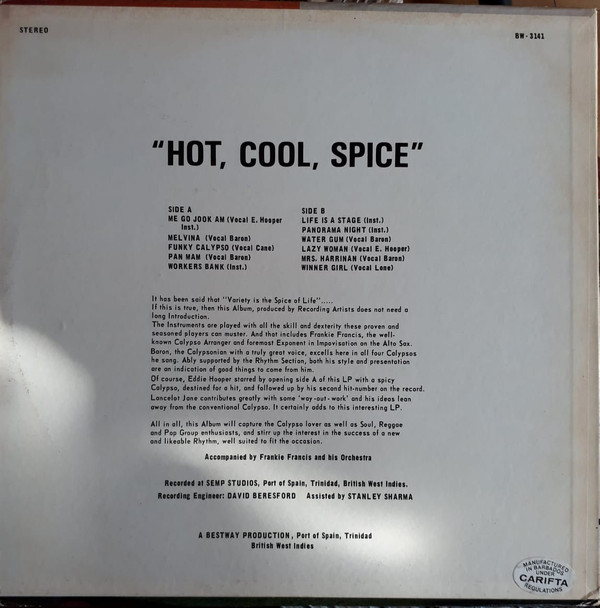 STEREO
BW-3141
"HOT, COOL, SPICE"
SIDE A
ME GO JOOK AM (Vocal E. Hooper
Inst.)
MELVINA (Vocal Baron)
FUNKY CALYPSO (Vocal Cane)
PAN MAM (Vocal Baron)
WORKERS BANK (Inst.)
SIDE B
LIFE IS A STAGE (Inst.)
PANORAMA NIGHT (Inst.)
WATER GUM (Vocal Baron)
LAZY WOMAN (Vocal E. Hooper)
MRS. HARRINAN (Vocal Baron)
WINNER GIRL (Vocal Lone)
It has been said that "Variety is the Spice of Life".....
If this is true, then this Album, produced by Recording Artists does not need a
long Introduction.
The Instruments are played with all the skill and dexterity these proven and
seasoned players can muster. And that includes Frankie Francis, the well-
known Calypso Arranger and foremost Exponent in Improvisation on the Alto Sax.
Baron, the Calypsonian with a truly great voice, excells here in all four Calypsos
he sang. Ably supported by the Rhythm Section, both his style and presentation
are an indication of good things to come from him.
Of course, Eddie Hooper starred by opening side A of this LP with a spicy
Calypso, destined for a hit, and followed up by his second hit-number on the record.
Lancelot Jane contributes greatly with some 'way-out-work' and his ideas lean
away from the conventional Calypso. It certainly adds to this interesting LP.
All in all, this Album will capture the Calypso lover as well as Soul, Reggae
and Pop Group enthusiasts, and stirr up the interest in the success of a new
and likeable Rhythm, well suited to fit the occasion.
Accompanied by Frankie Francis and his Orchestra
Recorded at SEMP STUDIOS, Port of Spain, Trinidad, British West Indies.
Recording Engineer: DAVID BERESFORD Assisted by STANLEY SHARMA
A BESTWAY PRODUCTION, Port of Spain, Trinidad
British West Indies
MANUFACTURED
IN BARBADOS
UNDER
CARIFTA
REGULATIONS